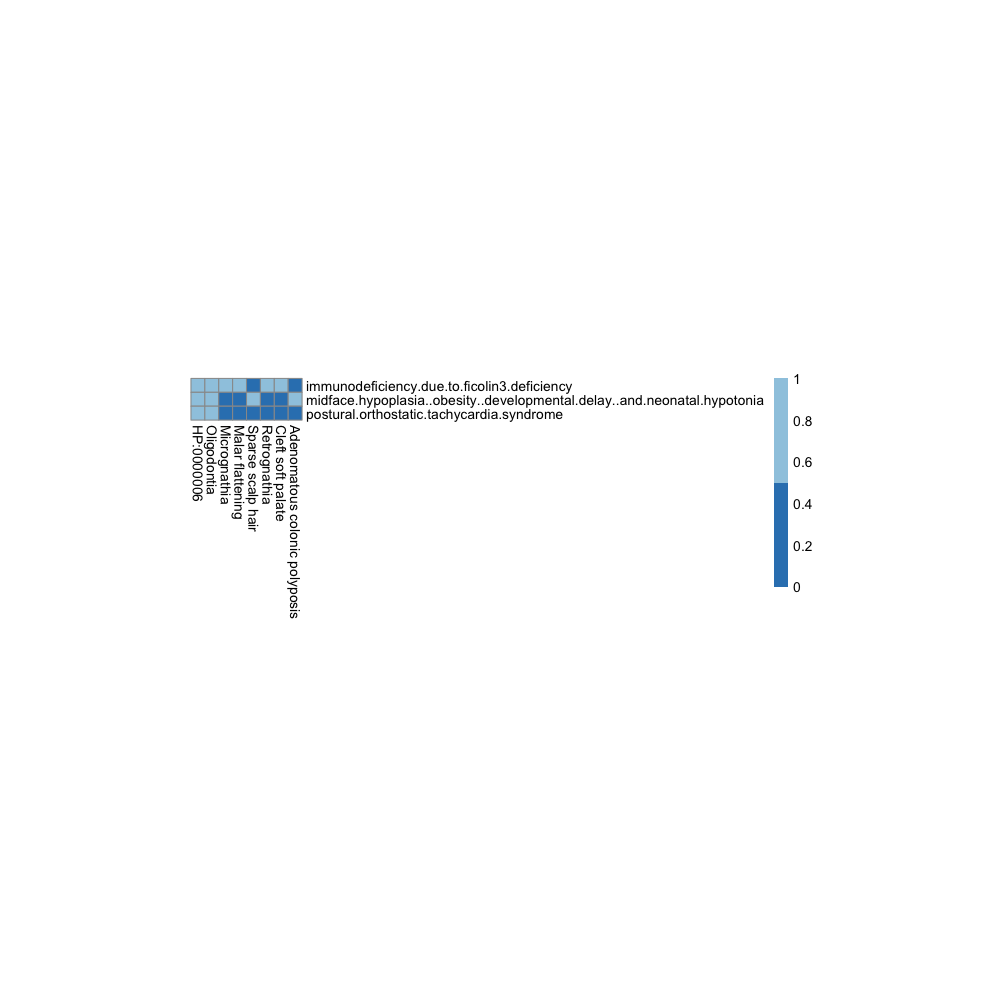 immunodeficiency.due.to.ficolin3.deficiency
midface.hypoplasia..obesity..developmental.delay..and.neonatal.hypotonia
postural.orthostatic.tachycardia.syndrome
HP:0000006
Oligodontia
Micrognathia
Malar flattening
Sparse scalp hair
Retrognathia
Cleft soft palate
Adenomatous colonic polyposis
1
0.8
0.6
0.4
0.2
0